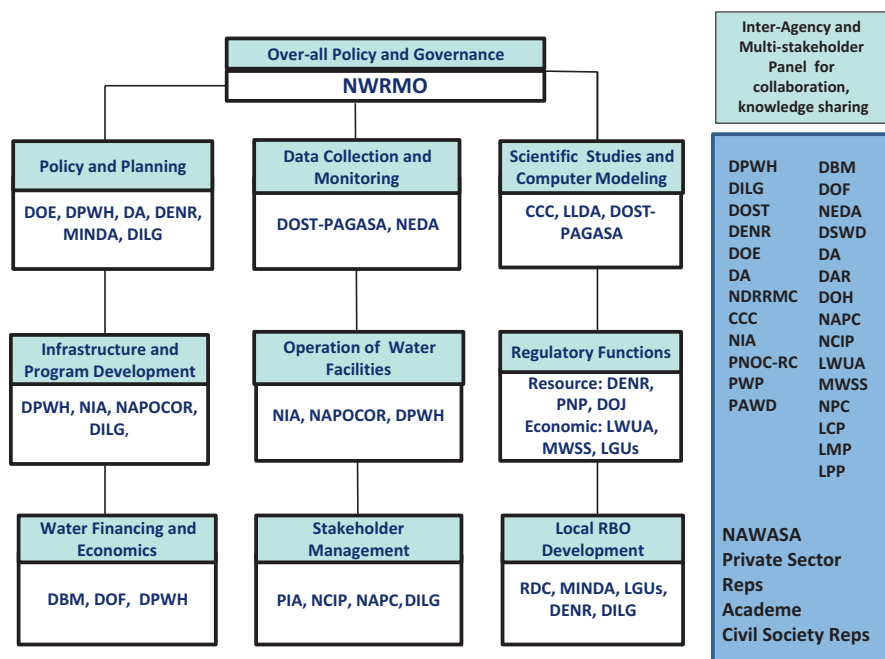 Over-all Policy and Governance
NWRMO
Inter-Agency and
Multi-stakeholder
Panel for
collaboration,
knowledge sharing
Policy and Planning
DOE, DPWH, DA, DENR,
MINDA, DILG
Data Collection and
Monitoring
DOST-PAGASA, NEDA
Scientific Studies and
Computer Modeling
CCC, LLDA, DOST-
PAGASA
Infrastructure and
Program Development
DPWH, NIA, NAPOCOR,
DILG,
Operation of Water
Facilities
NIA, NAPOCOR, DPWH
Regulatory Functions
Resource: DENR,
PNP, DOJ
Economic: LWUA,
MWSS, LGUs
Water Financing and
Economics
DBM, DOF, DPWH
Stakeholder
Management
PIA, NCIP, NAPC,DILG
Local RBO
Development
RDC, MINDA, LGUs,
DENR, DILG
DPWH
DILG
DOST
DENR
DOE
DA
NDRRMC
CCC
NIA
PNOC-RC
PWP
PAWD
DBM
DOF
NEDA
DSWD
DA
DAR
DOH
NAPC
NCIP
LWUA
MWSS
NPC
LCP
LMP
LPP
NAWASA
Private Sector
Reps
Academe
Civil Society Reps